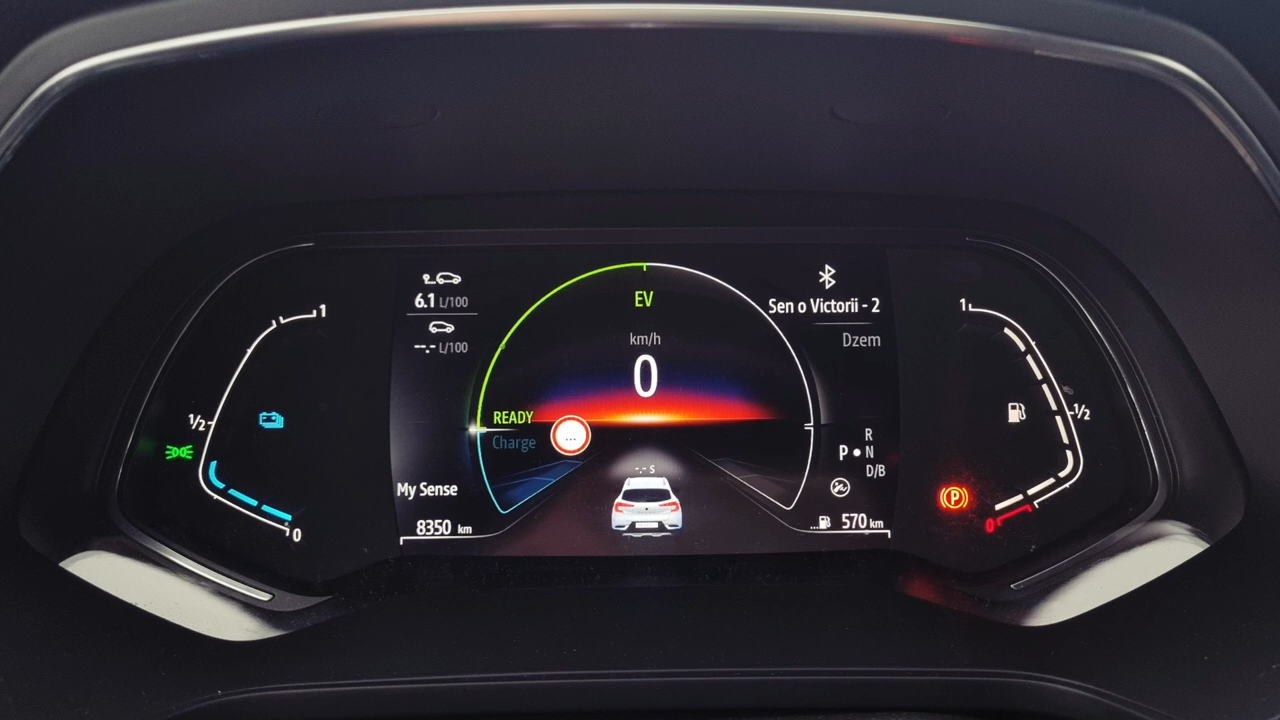 6.1 L/100
--.- L/100
My Sense
8350 km
1
1/2
0
EV
km/h
0
READY
Charge
...
-.- S
Sen o Victorii - 2
Dzem
R
P • N
D/B
...
570 km
1
1/2
P
0